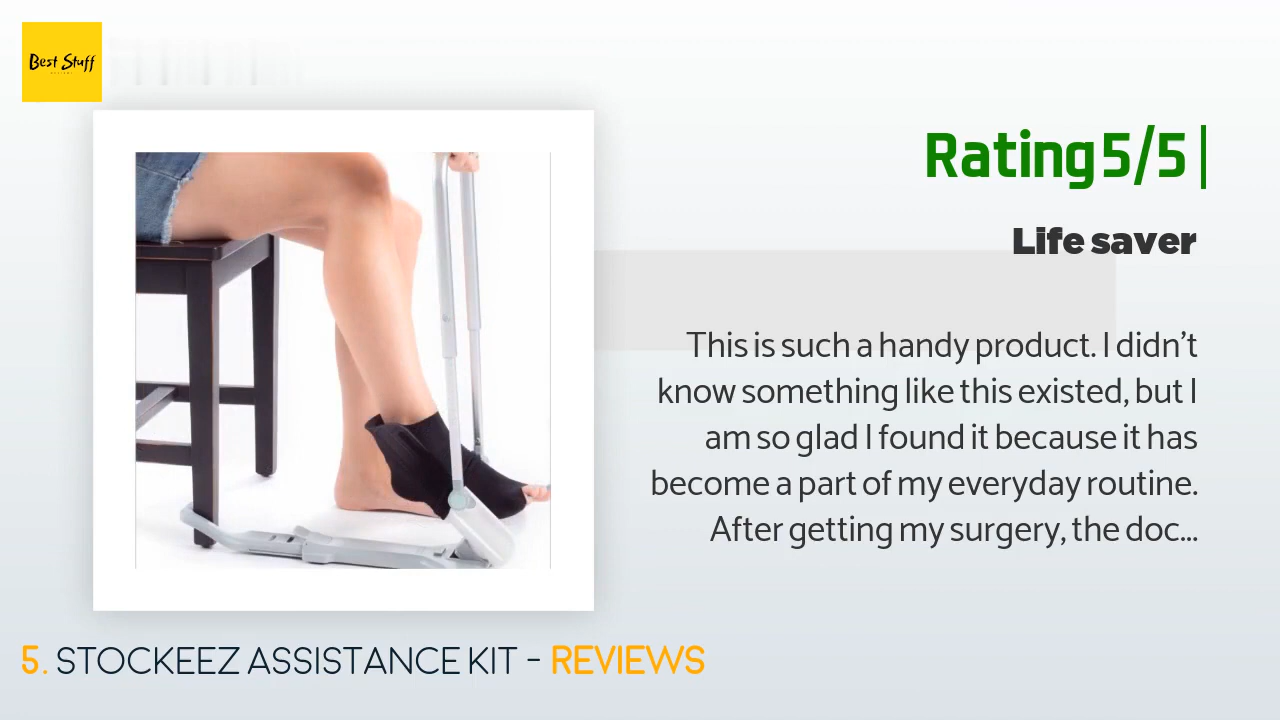 Best Stuff
Rating 5/5 |
Life saver
This is such a handy product. I didn't
know something like this existed, but I
am so glad I found it because it has
become a part of my everyday routine.
After getting my surgery, the doc...
5. STOCKEEZ ASSISTANCE KIT - REVIEWS